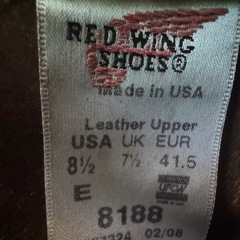 RED WING
SHOES®
Made in USA
Leather Upper
USA UK EUR
8½ 7½ 41.5
E
UFCW
8188
02/08